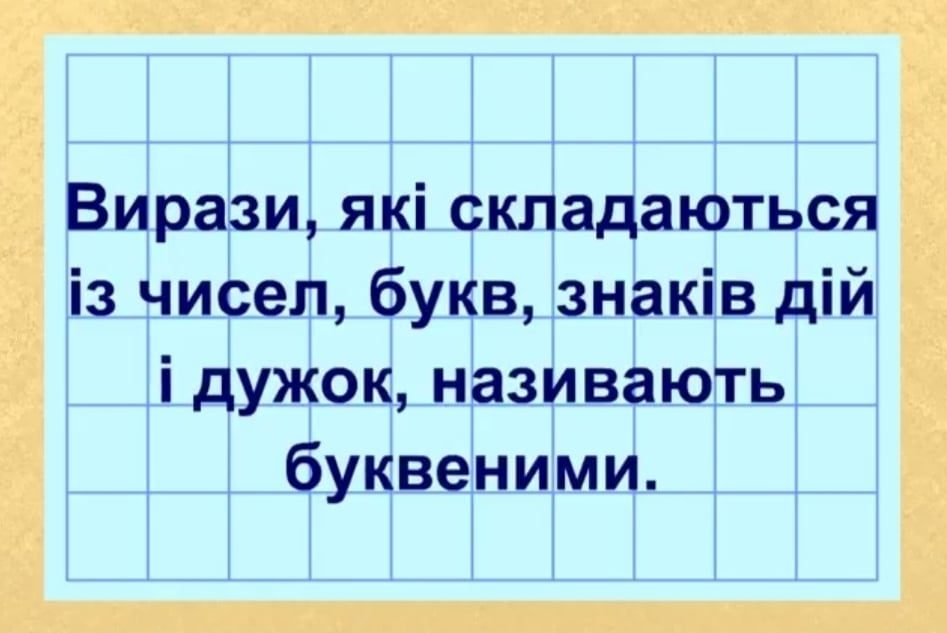 Вирази, які складаються
із чисел, букв, знаків дій
і дужок, називають
буквеними.